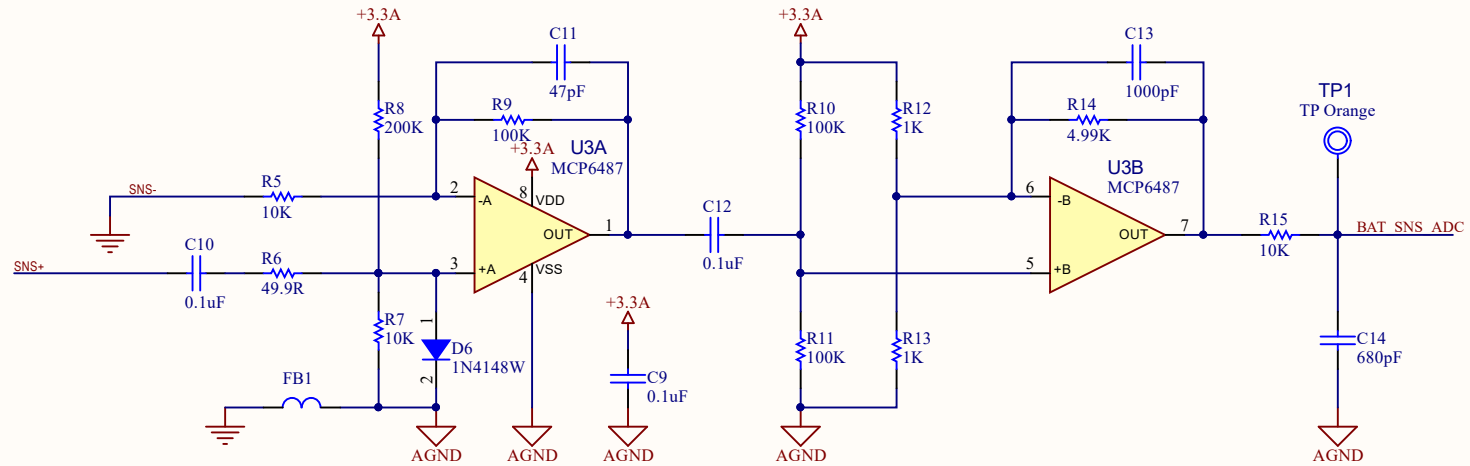 +3.3A
+3.3A
C11
47pF
C13
1000pF
R8
200K
R9
100K
R10
100K
R12
1K
R14
4.99K
TP1
TP Orange
+3.3A
U3A
MCP6487
U3B
MCP6487
SNS-
R5
10K
2
-A
8
VDD
OUT
1
C12
0.1uF
6
-B
OUT
7
R15
10K
BAT_SNS_ADC
SNS+
C10
0.1uF
R6
49.9R
3
+A
4
VSS
5
+B
+3.3A
R7
10K
1
D6
1N4148W
2
R11
100K
R13
1K
C14
680pF
FB1
C9
0.1uF
AGND
AGND
AGND
AGND
AGND